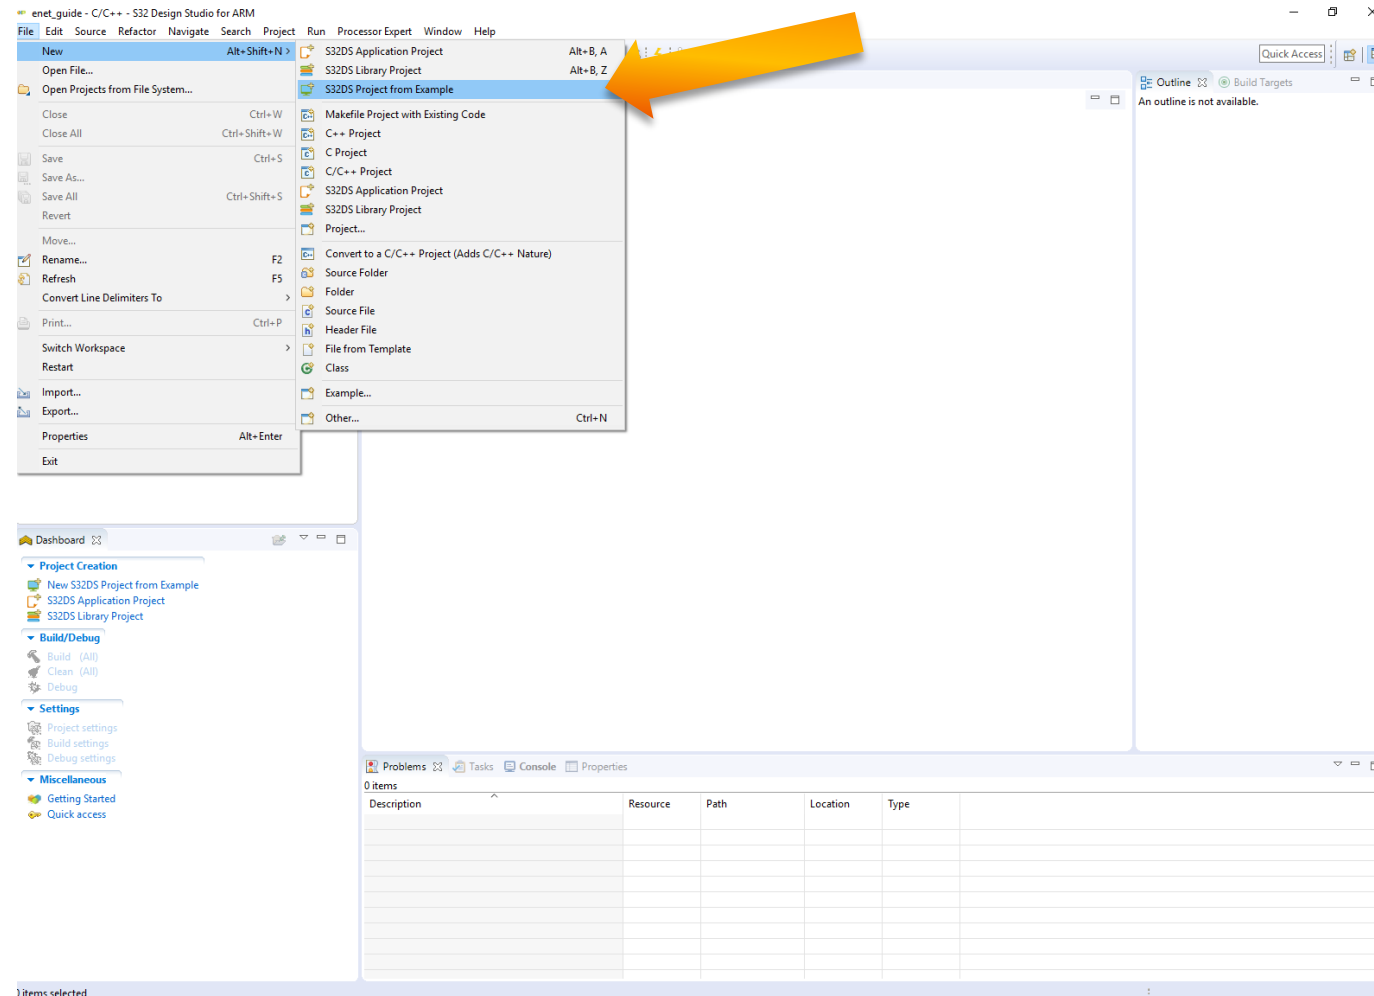 enet_guide - C/C++ - S32 Design Studio for ARM
File Edit Source Refactor Navigate Search Project Run Processor Expert Window Help
New Alt+Shift+N >
Open File...
Open Projects from File System...
Close Ctrl+W
Close All Ctrl+Shift+W
Save Ctrl+S
Save As...
Save All Ctrl+Shift+S
Revert
Move...
Rename... F2
Refresh F5
Convert Line Delimiters To >
Print... Ctrl+P
Switch Workspace >
Restart
Import...
Export...
Properties Alt+Enter
Exit
S32DS Application Project Alt+B, A
S32DS Library Project Alt+B, Z
S32DS Project from Example
Makefile Project with Existing Code
C++ Project
C Project
C/C++ Project
S32DS Application Project
S32DS Library Project
Project...
Convert to a C/C++ Project (Adds C/C++ Nature)
Source Folder
Folder
Source File
Header File
File from Template
Class
Example...
Other... Ctrl+N
Quick Access
Outline Build Targets
An outline is not available.
Dashboard
Project Creation
New S32DS Project from Example
S32DS Application Project
S32DS Library Project
Build/Debug
Build (All)
Clean (All)
Debug
Settings
Project settings
Build settings
Debug settings
Miscellaneous
Getting Started
Quick access
Problems Tasks Console Properties
0 items
Description Resource Path Location Type
items selected